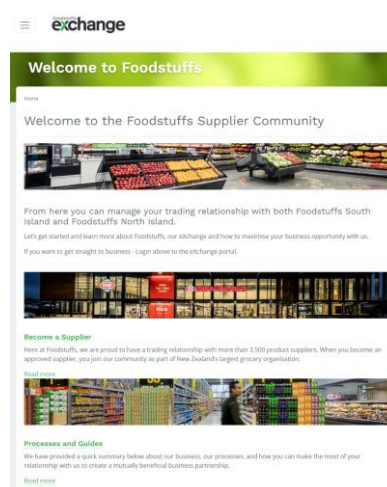 foodstuffs
exchange
Welcome to Foodstuffs
Home
Welcome to the Foodstuffs Supplier Community
From here you can manage your trading relationship with both Foodstuffs South
Island and Foodstuffs North Island.
Let's get started and learn more about Foodstuffs, our eXchange and how to maximise your business opportunity with us.
If you want to get straight to business - Login above to the eXchange portal.
Become a Supplier
Here at Foodstuffs, we are proud to have a trading relationship with more than 3,500 product suppliers. When you become an
approved supplier, you join our community as part of New Zealand's largest grocery organisation.
Read more
Processes and Guides
We have provided a quick summary below about our business, our processes, and how you can make the most of your
relationship with us to create a mutually beneficial business partnership.
Read more